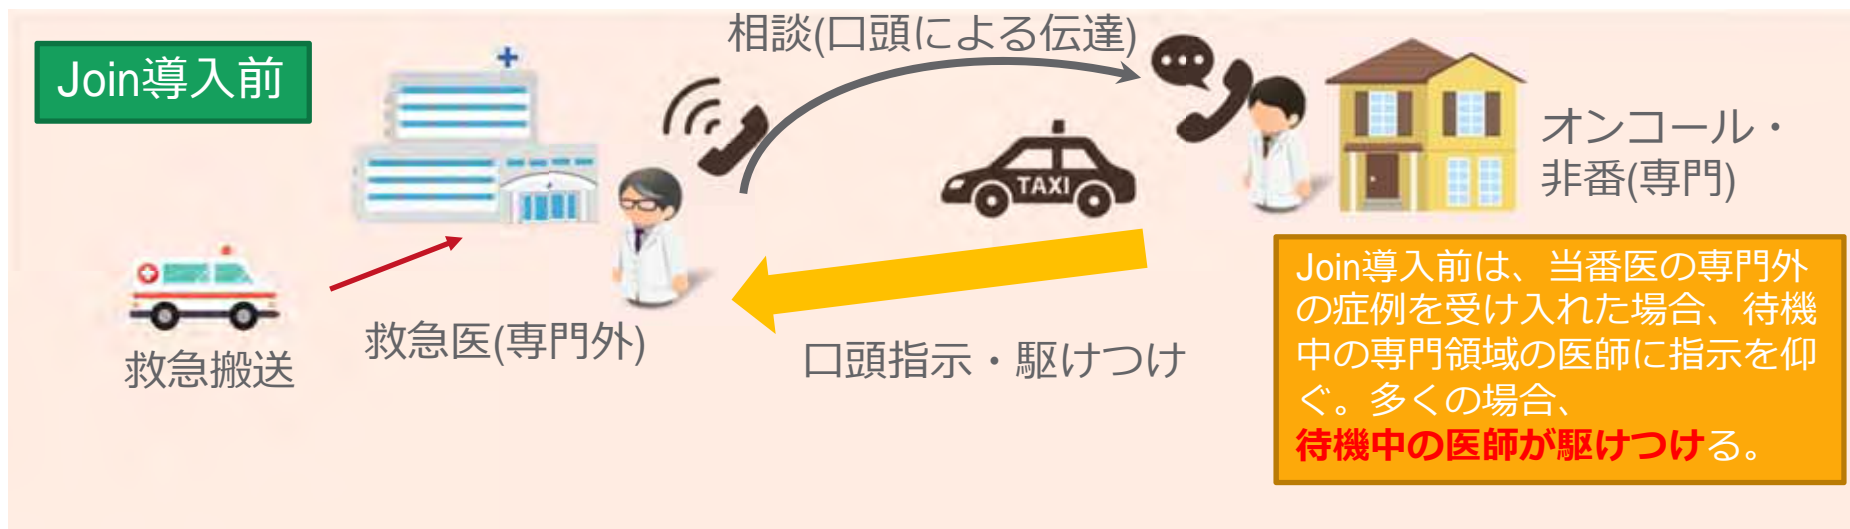 相談(口頭による伝達)
Join導入前
オンコール・
非番(専門)
TAXI
救急医(専門外)
救急搬送
口頭指示・駆けつけ
Join導入前は、当番医の専門外
の症例を受け入れた場合、待機
中の専門領域の医師に指示を仰
ぐ。多くの場合、
待機中の医師が駆けつける。